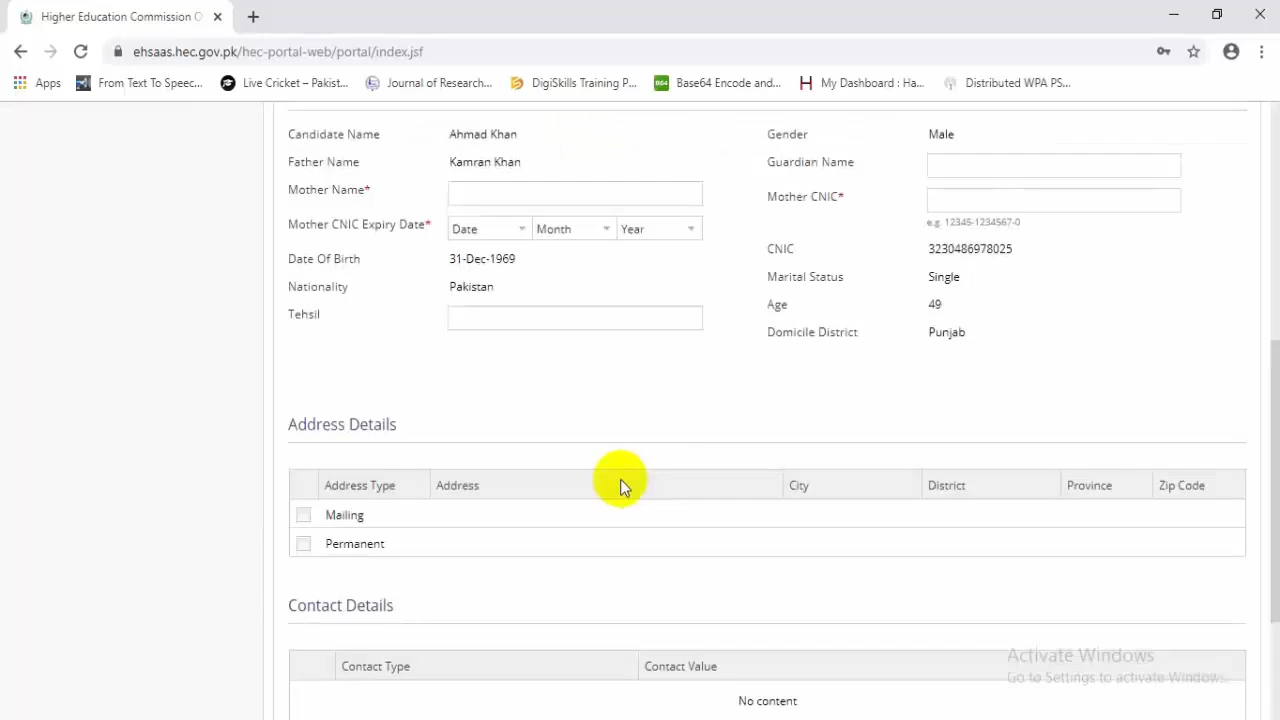 Higher Education Commission O
ehsaas.hec.gov.pk/hec-portal-web/portal/index.jsf
Apps
From Text To Speec...
Live Cricket – Pakist...
Journal of Research...
DigiSkills Training P...
B64
Base64 Encode and...
H
My Dashboard : Ha...
Distributed WPA PS...
Candidate Name Ahmad Khan Gender Male
Father Name Kamran Khan Guardian Name
Mother Name* Mother CNIC*
e.g. 12345-1234567-0
Mother CNIC Expiry Date* Date Month Year
CNIC 3230486978025
Date Of Birth 31-Dec-1969
Marital Status Single
Nationality Pakistan
Age 49
Tehsil
Domicile District Punjab
Address Details
Address Type Address City District Province Zip Code
Mailing
Permanent
Contact Details
Contact Type Contact Value
No content
Activate Windows
Go to Settings to activate Windows.